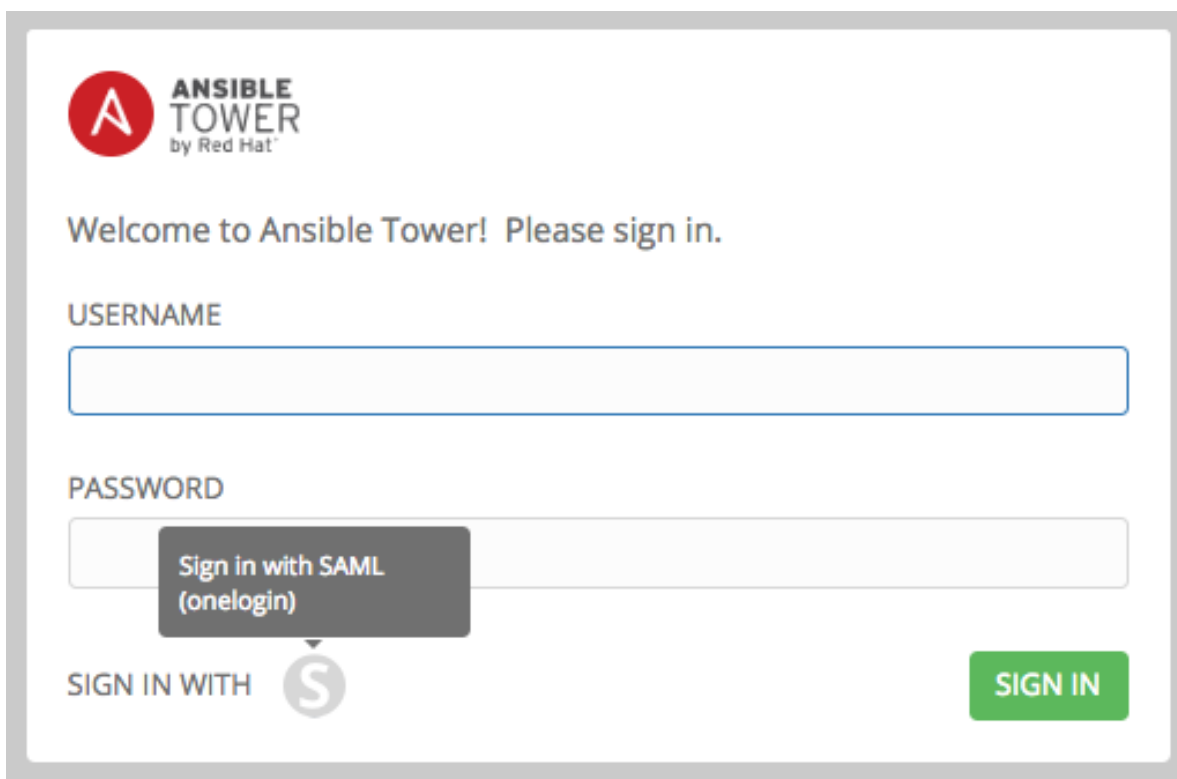 ANSIBLE
TOWER
by Red Hat
Welcome to Ansible Tower!  Please sign in.
USERNAME
PASSWORD
Sign in with SAML
(onelogin)
SIGN IN WITH S
SIGN IN